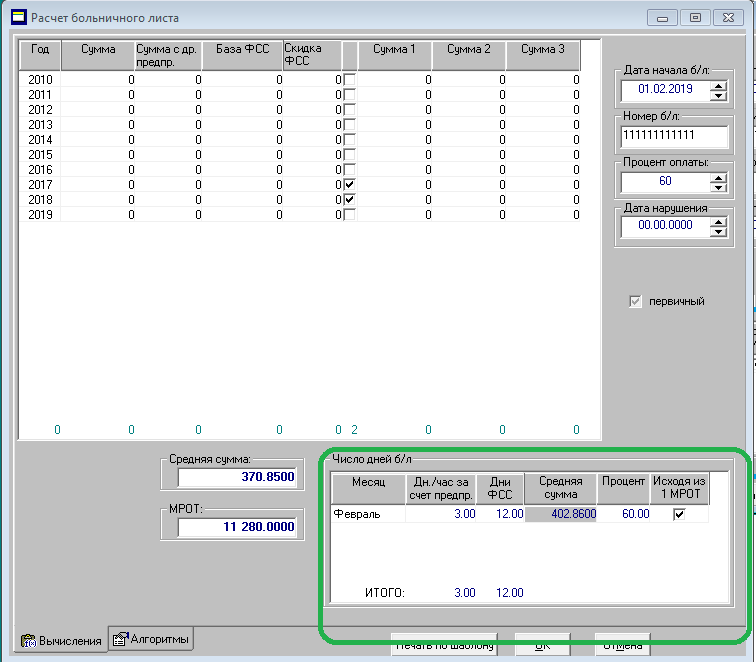 Расчет больничного листа
Год Сумма Сумма с др. предпр. База ФСС Скидка ФСС Сумма 1 Сумма 2 Сумма 3
2010 0 0 0 0 0 0 0
2011 0 0 0 0 0 0 0
2012 0 0 0 0 0 0 0
2013 0 0 0 0 0 0 0
2014 0 0 0 0 0 0 0
2015 0 0 0 0 0 0 0
2016 0 0 0 0 0 0 0
2017 0 0 0 0 0 0 0
2018 0 0 0 0 0 0 0
2019 0 0 0 0 0 0 0
0 0 0 0 0 2 0 0 0
Дата начала б/л:
01.02.2019
Номер б/л:
111111111111
Процент оплаты:
60
Дата нарушения
00.00.0000
первичный
Средняя сумма:
370.8500
МРОТ:
11 280.0000
Число дней б/л
Месяц Дн./час за счет предпр. Дни ФСС Средняя сумма Процент Исходя из 1 МРОТ
Февраль 3.00 12.00 402.8600 60.00
ИТОГО: 3.00 12.00
Вычисления Алгоритмы
Печать по шаблону OK Отмена